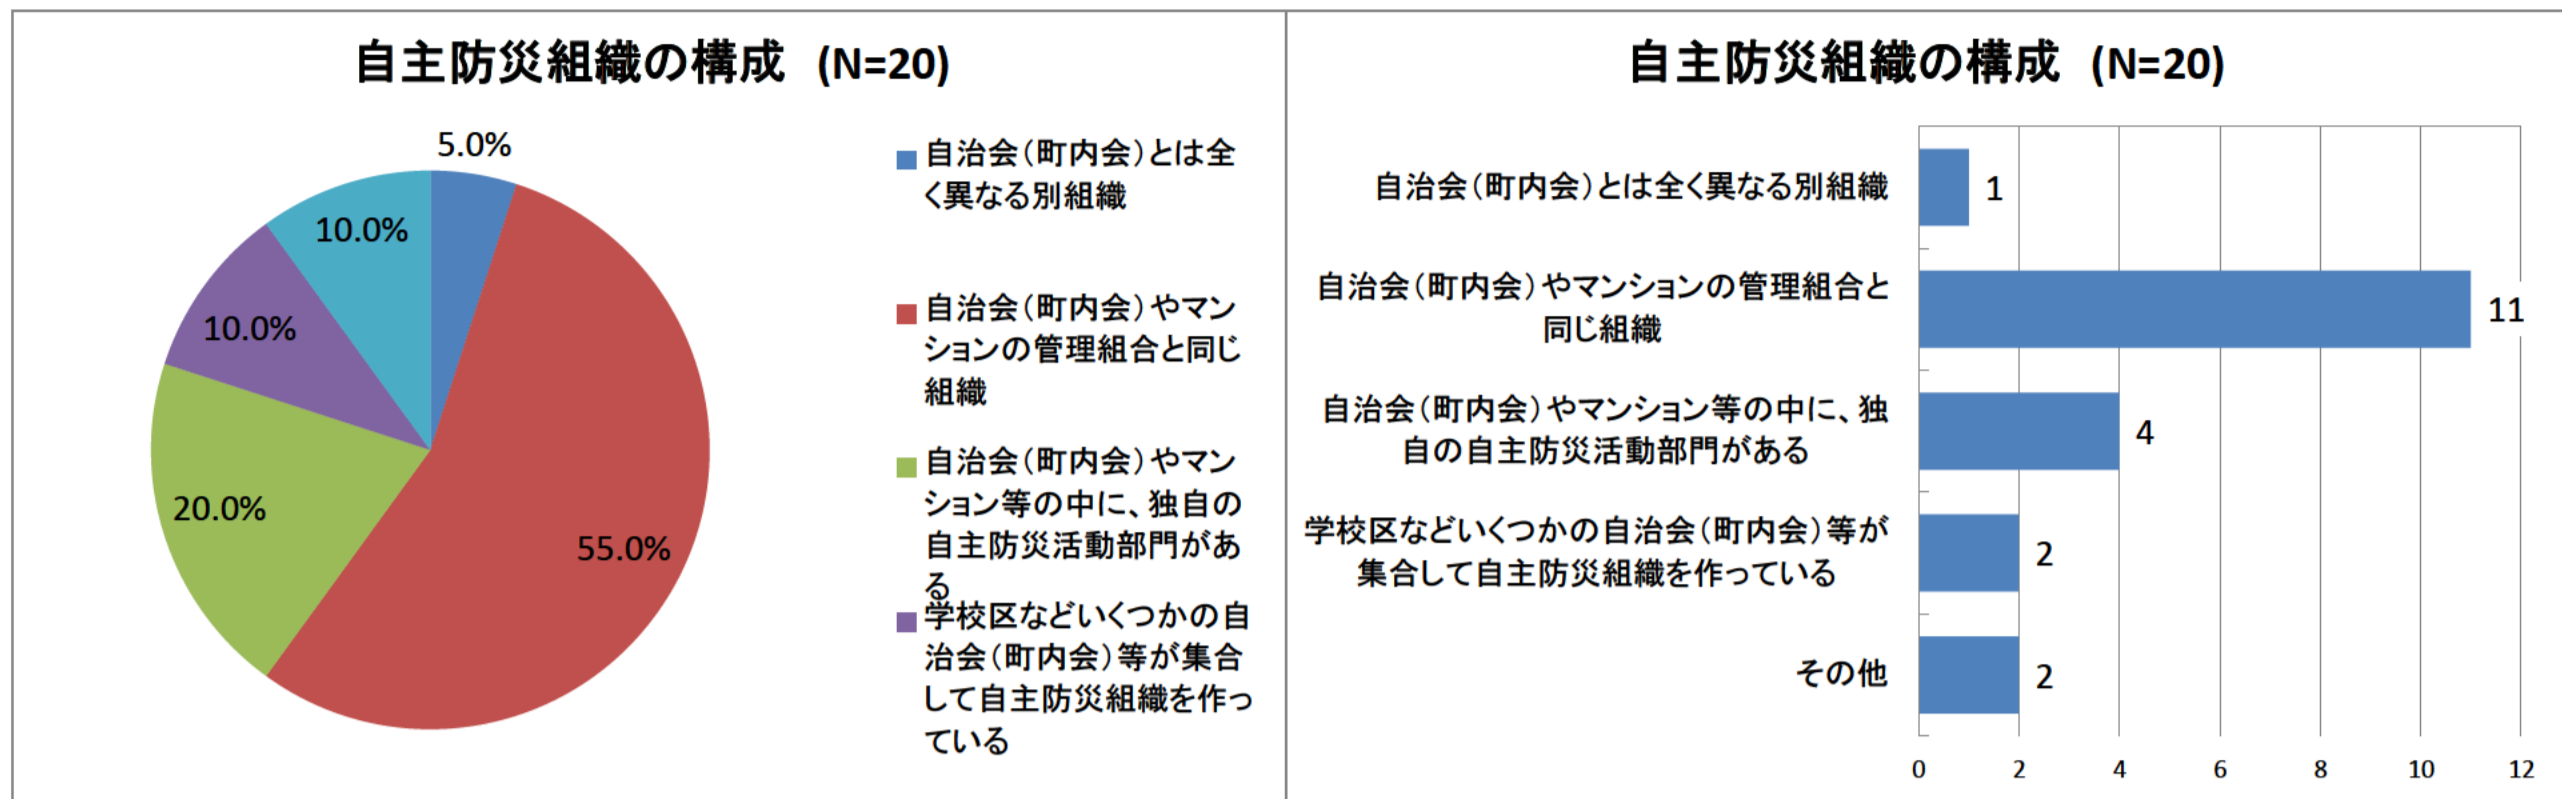 自主防災組織の構成 (N=20)
5.0%
10.0%
10.0%
20.0%
55.0%
自治会(町内会)とは全
く異なる別組織
自治会(町内会)やマン
ションの管理組合と同じ
組織
自治会(町内会)やマン
ション等の中に、独自の
自主防災活動部門があ
る
学校区などいくつかの自
治会(町内会)等が集合
して自主防災組織を作っ
ている
自主防災組織の構成 (N=20)
自治会(町内会)とは全く異なる別組織
1
自治会(町内会)やマンションの管理組合と
同じ組織
11
自治会(町内会)やマンション等の中に、独
自の自主防災活動部門がある
4
学校区などいくつかの自治会(町内会)等が
集合して自主防災組織を作っている
2
その他
2
0 2 4 6 8 10 12